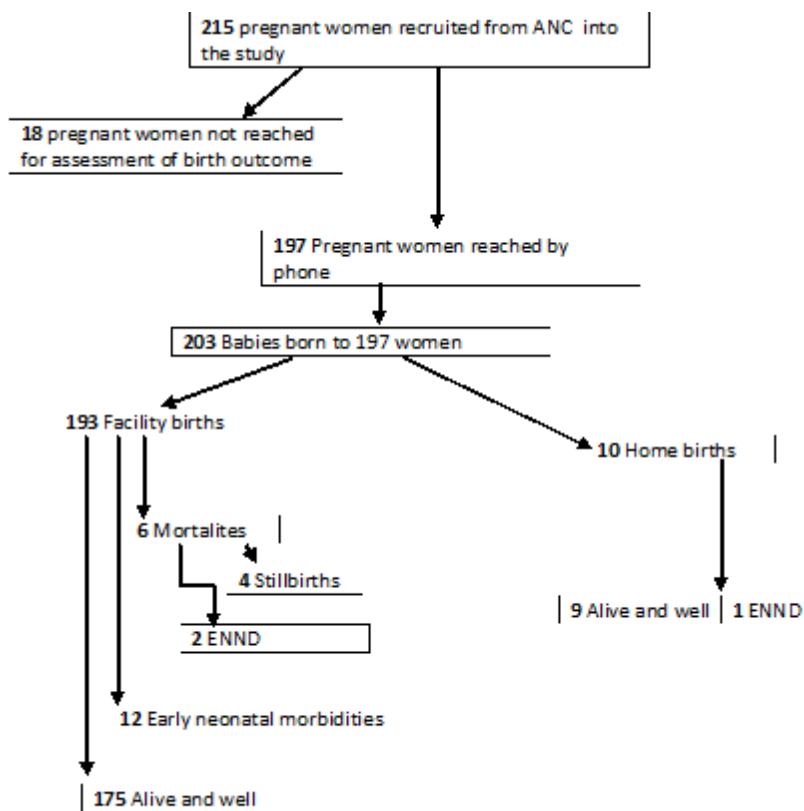 215 pregnant women recruited from ANC into
the study
18 pregnant women not reached
for assessment of birth outcome
197 Pregnant women reached by
phone
203 Babies born to 197 women
193 Facility births
10 Home births
6 Mortalites
4 Stillbirths
9 Alive and well
1 ENND
2 ENND
12 Early neonatal morbidities
175 Alive and well